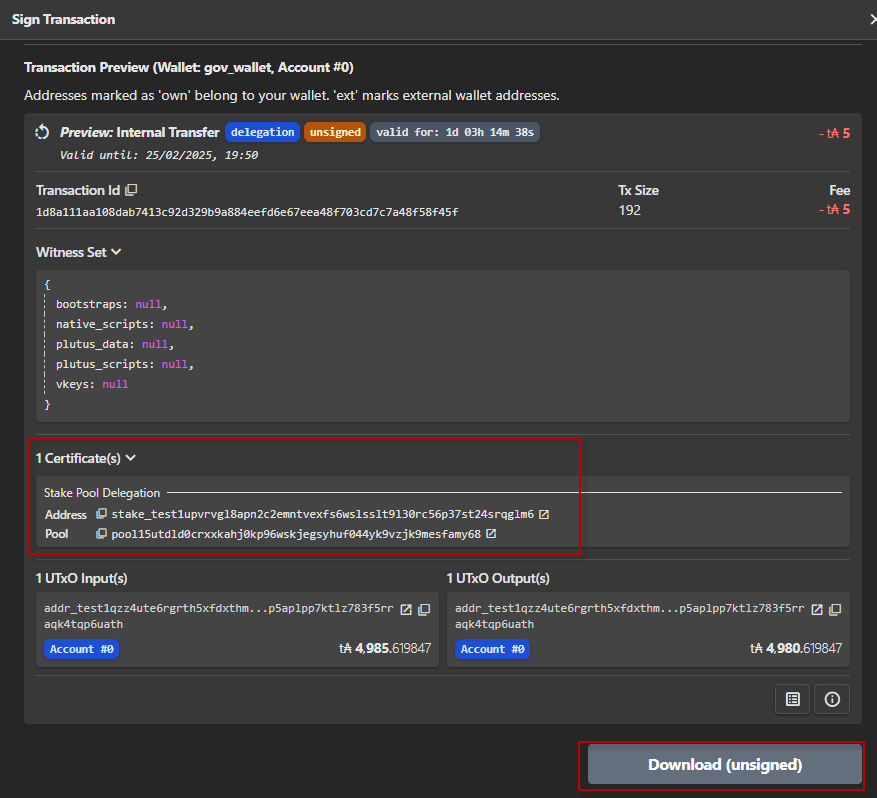 Sign Transaction
Transaction Preview (Wallet: gov_wallet, Account #0)
Addresses marked as 'own' belong to your wallet. 'ext' marks external wallet addresses.
Preview: Internal Transfer delegation unsigned valid for: 1d 03h 14m 38s - t₳ 5
Valid until: 25/02/2025, 19:50
Transaction Id Tx Size Fee
1d8a111aa108dab7413c92d329b9a884eefd6e67eea48f703cd7c7a48f58f45f 192 - t₳ 5
Witness Set
{
bootstraps: null,
native_scripts: null,
plutus_data: null,
plutus_scripts: null,
vkeys: null
}
1 Certificate(s)
Stake Pool Delegation
Address stake_test1upvrvgl8apn2c2emntvexfs6wslsslt9l30rc56p37st24srqglm6
Pool pool15utdld0crxxkahj0kp96wskjegsyhuf044yk9vzjk9mesfamy68
1 UTxO Input(s) 1 UTxO Output(s)
addr_test1qzz4ute6rgrth5xfdxthm...p5aplpp7ktlz783f5rr addr_test1qzz4ute6rgrth5xfdxthm...p5aplpp7ktlz783f5rr
aqk4tqp6uath aqk4tqp6uath
Account #0 t₳ 4,985.619847 Account #0 t₳ 4,980.619847
Download (unsigned)